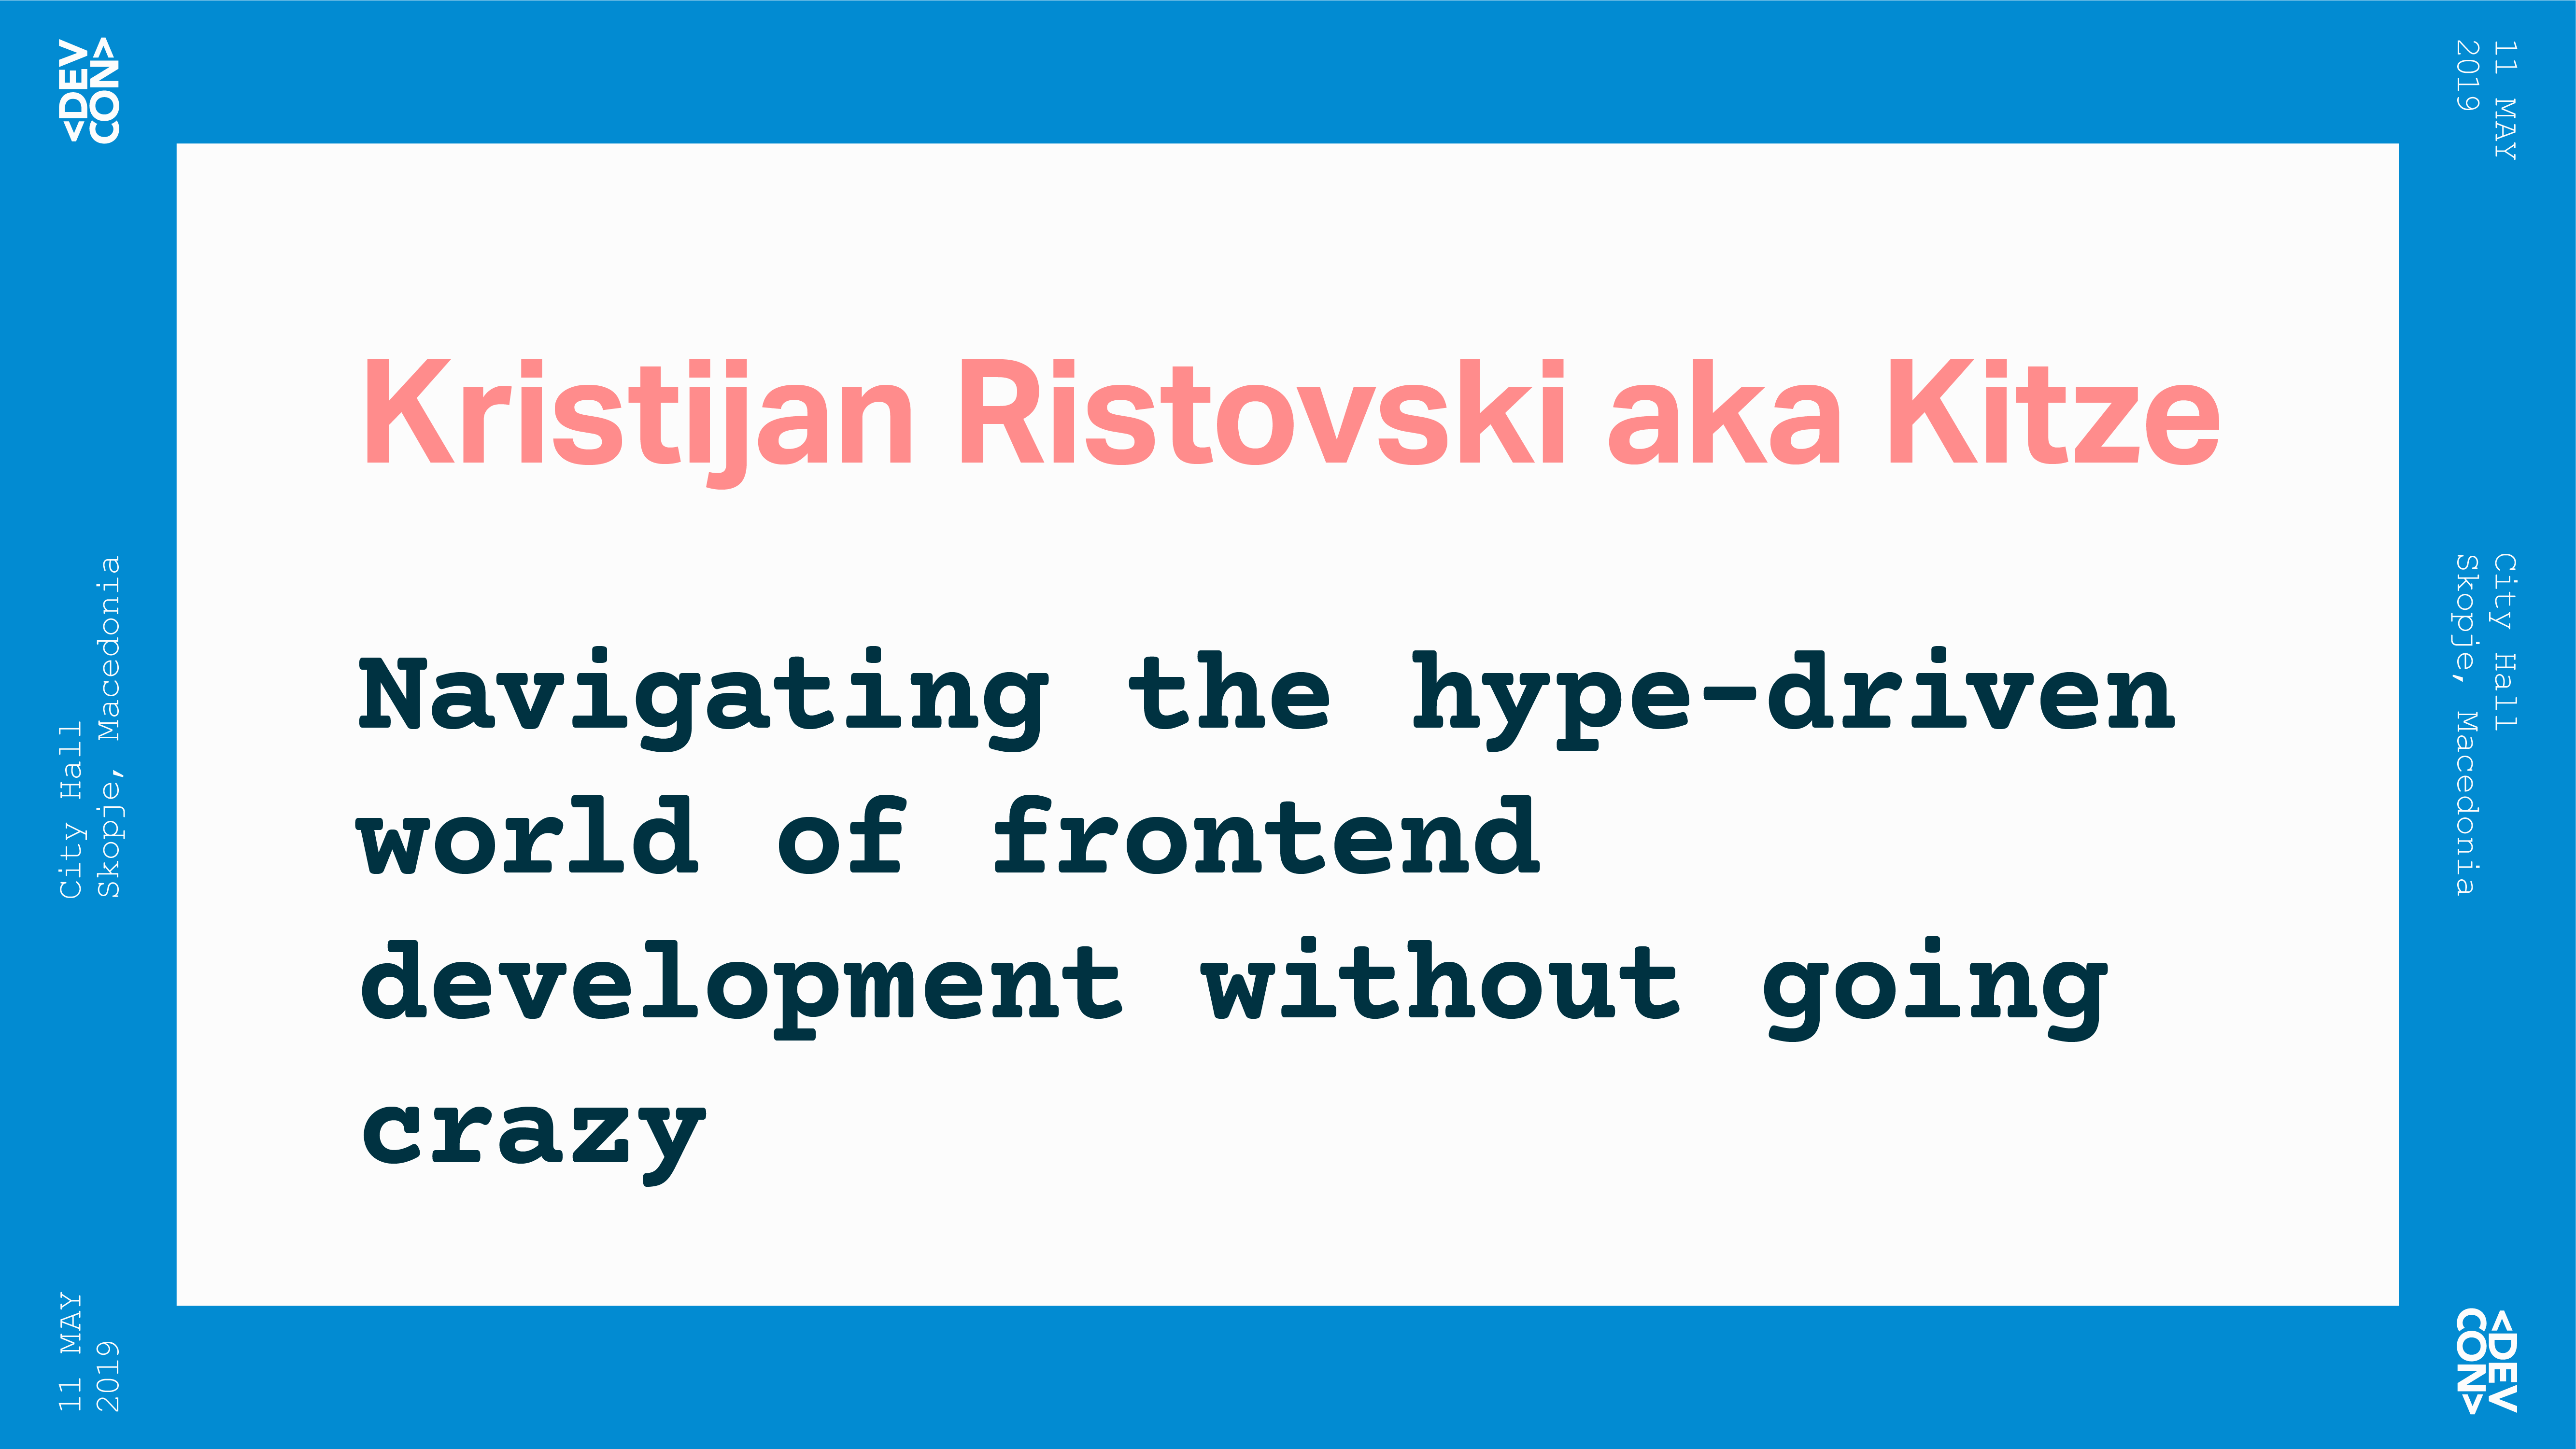 <DEV
CON>
11 MAY
2019
Kristijan Ristovski aka Kitze
Navigating the hype-driven
world of frontend
development without going
crazy
City Hall
Skopje, Macedonia
City Hall
Skopje, Macedonia
11 MAY
2019
<DEV
CON>